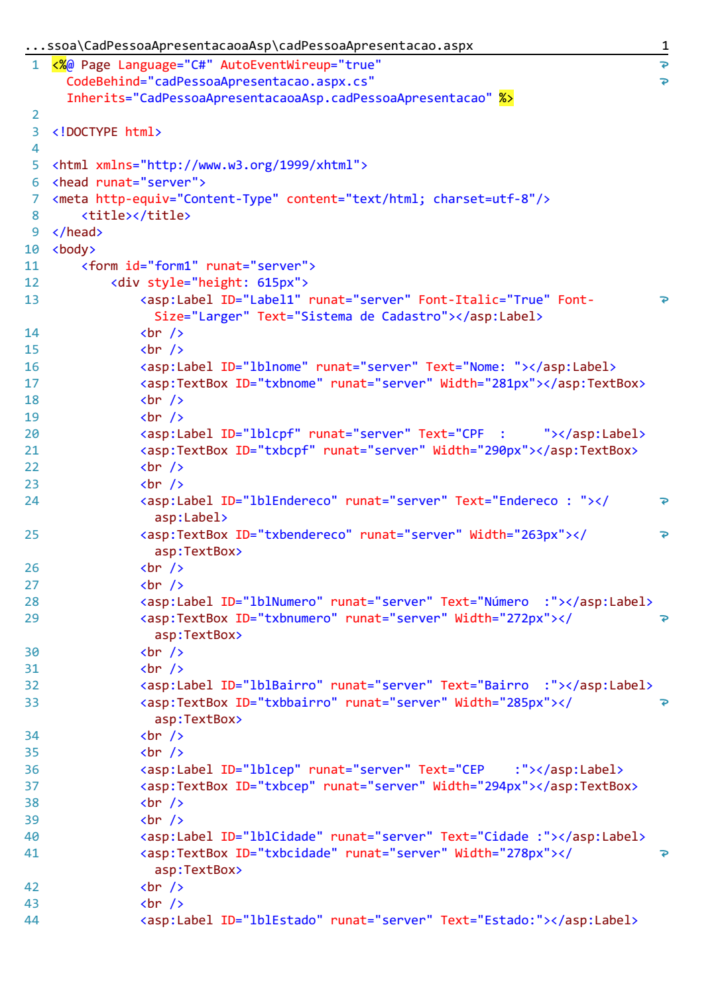 ...ssoa\CadPessoaApresentacaoaAsp\cadPessoaApresentacao.aspx 1
1 <%@ Page Language="C#" AutoEventWireup="true"
CodeBehind="cadPessoaApresentacao.aspx.cs"
Inherits="CadPessoaApresentacaoaAsp.cadPessoaApresentacao" %>
2
3 <!DOCTYPE html>
4
5 <html xmlns="http://www.w3.org/1999/xhtml">
6 <head runat="server">
7 <meta http-equiv="Content-Type" content="text/html; charset=utf-8"/>
8 <title></title>
9 </head>
10 <body>
11 <form id="form1" runat="server">
12 <div style="height: 615px">
13 <asp:Label ID="Label1" runat="server" Font-Italic="True" Font-
Size="Larger" Text="Sistema de Cadastro"></asp:Label>
14 <br />
15 <br />
16 <asp:Label ID="lblnome" runat="server" Text="Nome: "></asp:Label>
17 <asp:TextBox ID="txbnome" runat="server" Width="281px"></asp:TextBox>
18 <br />
19 <br />
20 <asp:Label ID="lblcpf" runat="server" Text="CPF  :     "></asp:Label>
21 <asp:TextBox ID="txbcpf" runat="server" Width="290px"></asp:TextBox>
22 <br />
23 <br />
24 <asp:Label ID="lblEndereco" runat="server" Text="Endereco : "></
asp:Label>
25 <asp:TextBox ID="txbendereco" runat="server" Width="263px"></
asp:TextBox>
26 <br />
27 <br />
28 <asp:Label ID="lblNumero" runat="server" Text="Número  :"></asp:Label>
29 <asp:TextBox ID="txbnumero" runat="server" Width="272px"></
asp:TextBox>
30 <br />
31 <br />
32 <asp:Label ID="lblBairro" runat="server" Text="Bairro  :"></asp:Label>
33 <asp:TextBox ID="txbbairro" runat="server" Width="285px"></
asp:TextBox>
34 <br />
35 <br />
36 <asp:Label ID="lblcep" runat="server" Text="CEP    :"></asp:Label>
37 <asp:TextBox ID="txbcep" runat="server" Width="294px"></asp:TextBox>
38 <br />
39 <br />
40 <asp:Label ID="lblCidade" runat="server" Text="Cidade :"></asp:Label>
41 <asp:TextBox ID="txbcidade" runat="server" Width="278px"></
asp:TextBox>
42 <br />
43 <br />
44 <asp:Label ID="lblEstado" runat="server" Text="Estado:"></asp:Label>